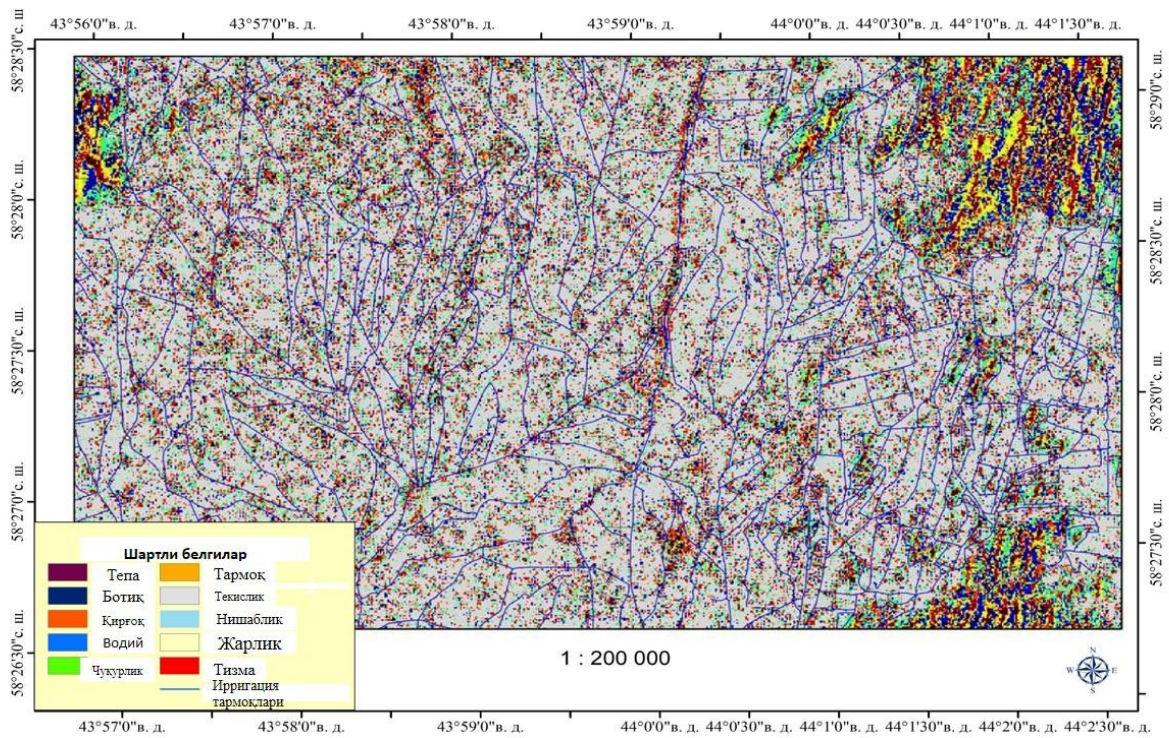 43°56'0"в. д. 43°57'0"в. д. 43°58'0"в. д. 43°59'0"в. д. 44°0'0"в. д. 44°0'30"в. д. 44°1'0"в. д. 44°1'30"в. д.
58°28'30"с. ш
58°28'0"с. ш.
58°27'30"с. ш.
58°27'0"с. ш.
58°26'30"с. ш.
58°29'0"с. ш.
58°28'30"с. ш.
58°28'0"с. ш.
58°27'30"с. ш.
Шартли белгилар
Тепа
Ботиқ
Қирғоқ
Водий
Чуқурлик
Тармоқ
Текислик
Нишаблик
Жарлик
Тизма
Ирригация
тармоқлари
1 : 200 000
N
W E
S
43°57'0"в. д. 43°58'0"в. д. 43°59'0"в. д. 44°0'0"в. д. 44°0'30"в. д. 44°1'0"в. д. 44°1'30"в. д. 44°2'0"в. д. 44°2'30"в. д.